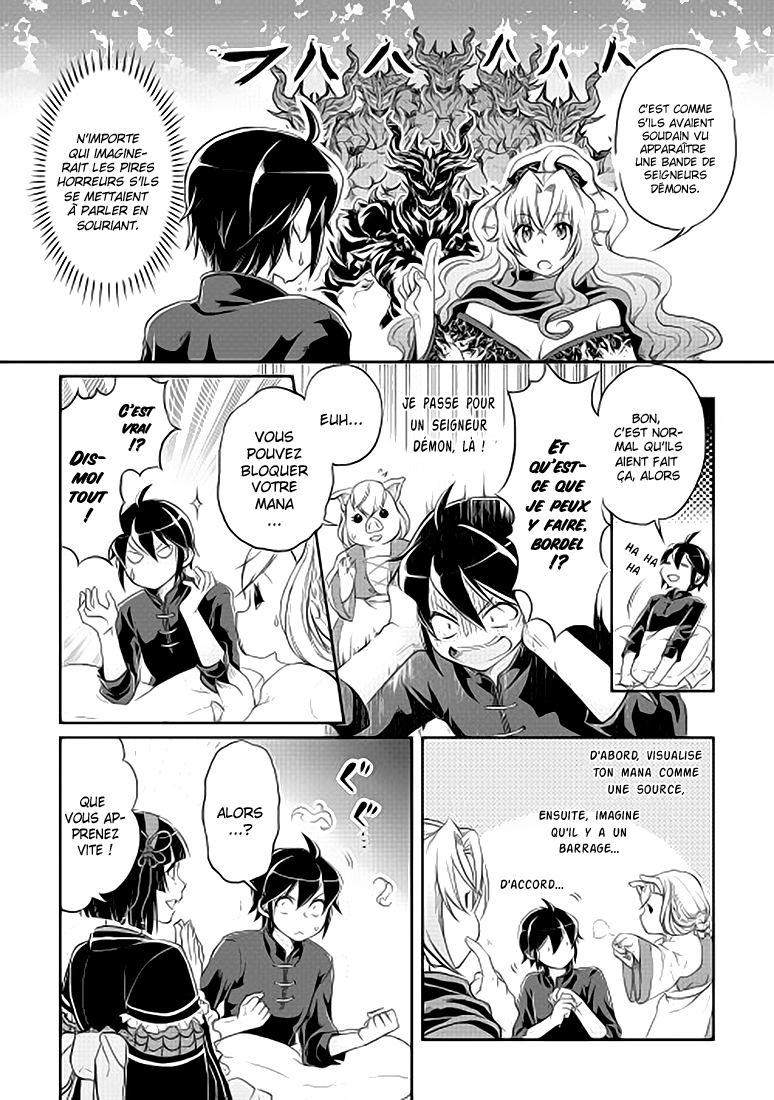 フハハハハハ
C'EST COMME
S'ILS AVAIENT
SOUDAIN VU
APPARAÎTRE
UNE BANDE DE
SEIGNEURS
DÉMONS.
N'IMPORTE
QUI IMAGINE-
RAIT LES PIRES
HORREURS S'ILS
SE METTAIENT
À PARLER EN
SOURIANT.
BON,
C'EST NOR-
MAL QU'ILS
AIENT FAIT
ÇA, ALORS
HA HA
HA
ET
QU'EST-
CE QUE
JE PEUX
Y FAIRE,
BORDEL
!?
JE PASSE POUR
UN SEIGNEUR
DÉMON, LÀ !
EUH...
VOUS
POUVEZ
BLOQUER
VOTRE
MANA
...
C'EST
VRAI !?
DIS-
MOI
TOUT !
D'ABORD, VISUALISE
TON MANA COMME
UNE SOURCE,
ENSUITE, IMAGINE
QU'IL Y A UN
BARRAGE...
D'ACCORD...
ALORS
...?
QUE
VOUS AP-
PRENEZ
VITE !